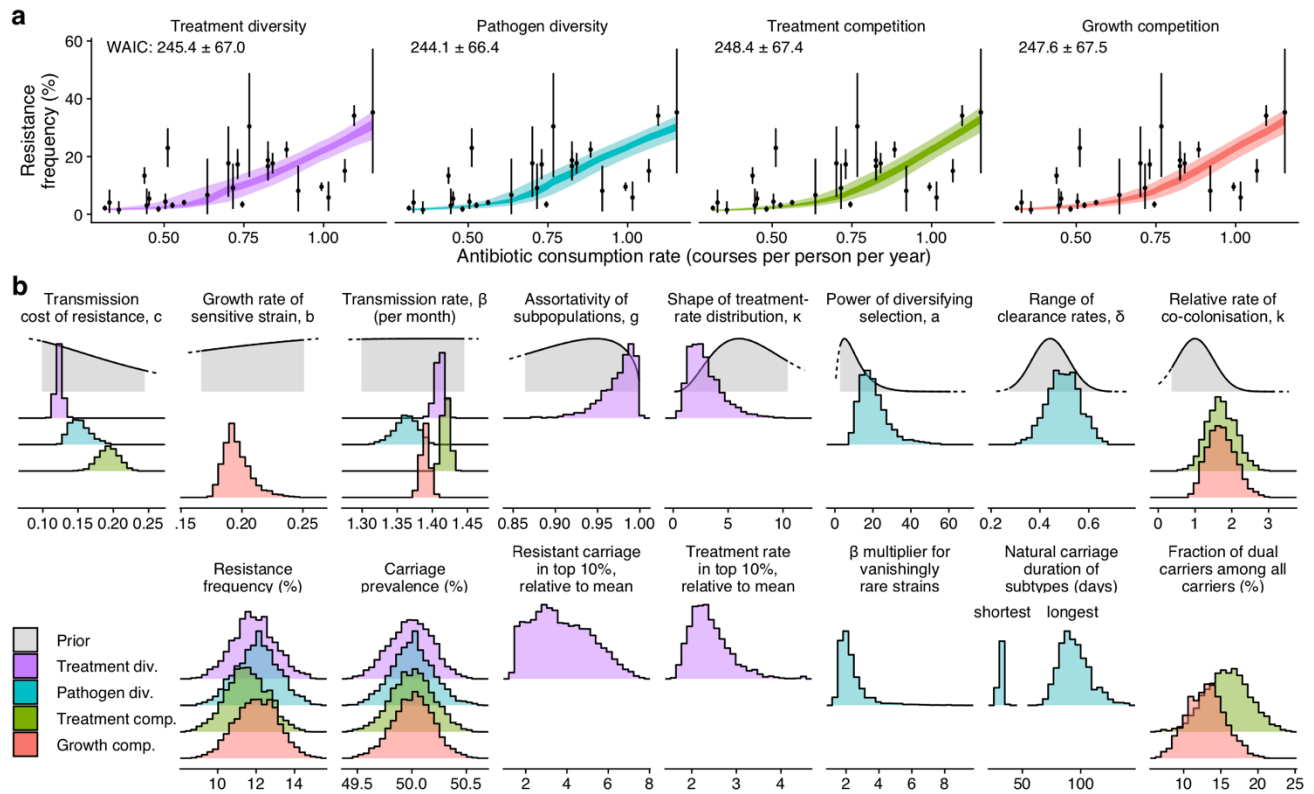 a
Treatment diversity
Pathogen diversity
Treatment competition
Growth competition
WAIC: 245.4 ± 67.0
244.1 ± 66.4
248.4 ± 67.4
247.6 ± 67.5
Resistance
frequency (%)
60
40
20
0
0.50 0.75 1.00
0.50 0.75 1.00
0.50 0.75 1.00
0.50 0.75 1.00
Antibiotic consumption rate (courses per person per year)
b
Transmission
cost of resistance, c
Growth rate of
sensitive strain, b
Transmission rate, β
(per month)
Assortativity of
subpopulations, g
Shape of treatment-
rate distribution, κ
Power of diversifying
selection, a
Range of
clearance rates, δ
Relative rate of
co-colonisation, k
0.10 0.15 0.20 0.25
.15 0.20 0.25
1.30 1.35 1.40 1.45
0.85 0.90 0.95 1.00
0 5 10
0 20 40 60
0.2 0.4 0.6
0 1 2 3
Resistance
frequency (%)
Carriage
prevalence (%)
Resistant carriage
in top 10%,
relative to mean
Treatment rate
in top 10%,
relative to mean
β multiplier for
vanishingly
rare strains
Natural carriage
duration of
subtypes (days)
Fraction of dual
carriers among all
carriers (%)
shortest longest
Prior
Treatment div.
Pathogen div.
Treatment comp.
Growth comp.
10 12 14
49.5 50.0 50.5
2 4 6 8
2 3 4
2 4 6 8
50 100
10 15 20 25